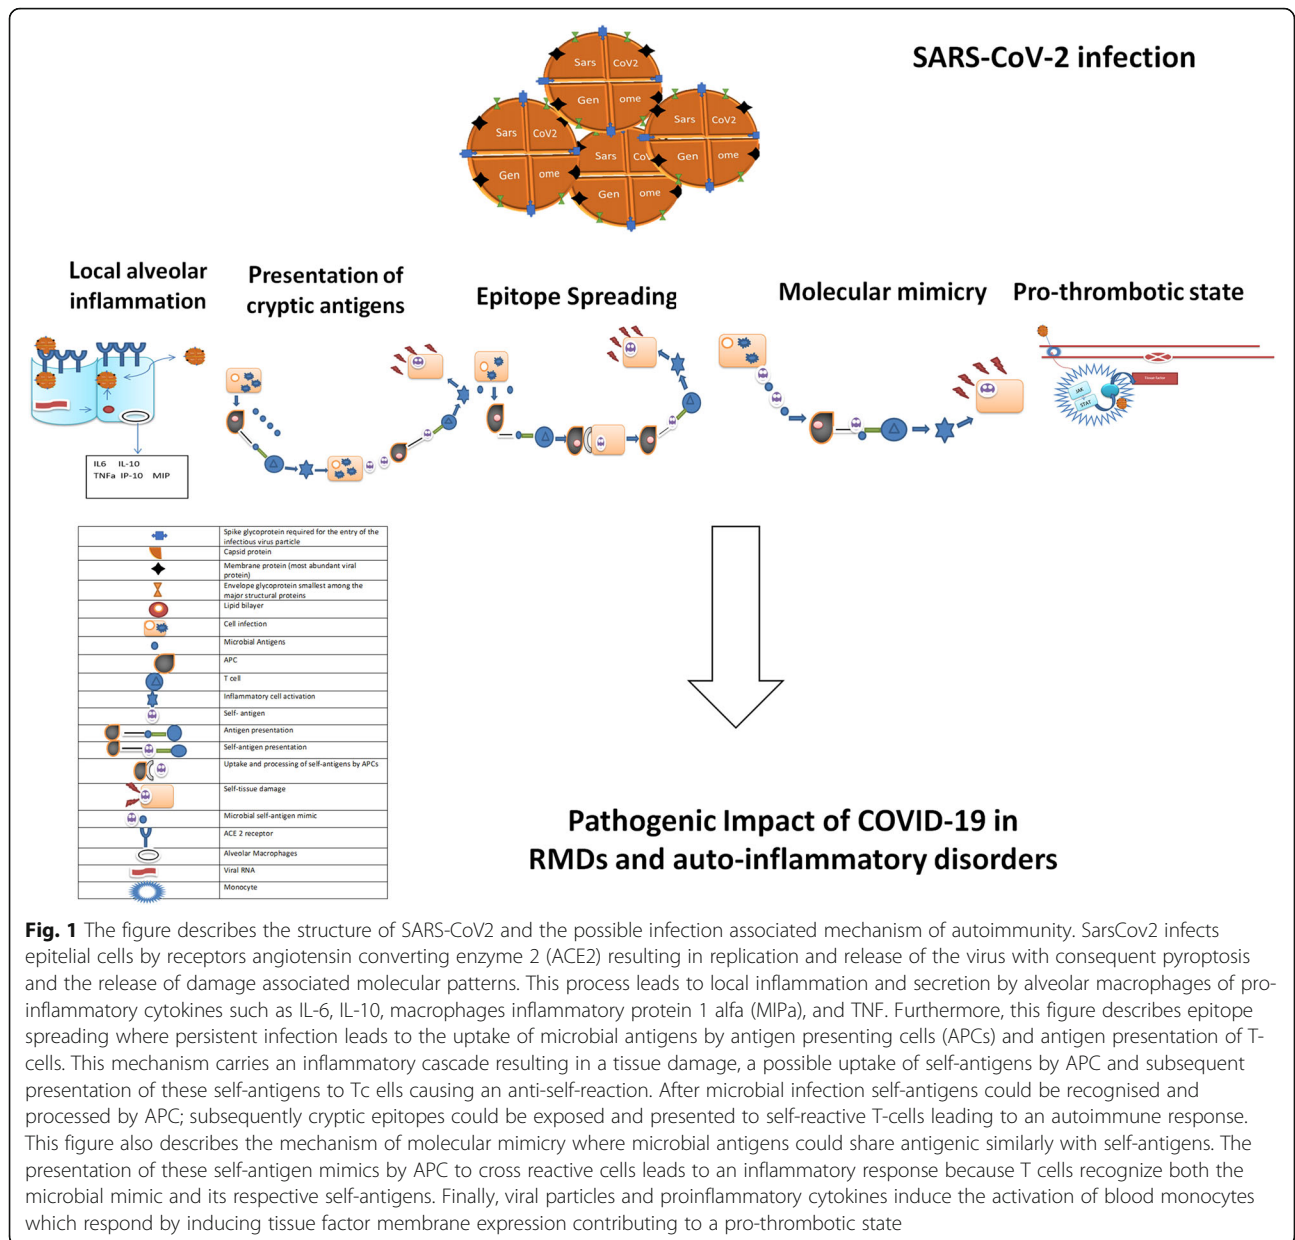 SARS-CoV-2 infection
Sars CoV2
Gen ome
Sars CoV2
Gen ome
Sars CoV2
Gen ome
Sars CoV
Gen ome
Local alveolar
inflammation
Presentation of
cryptic antigens
Epitope Spreading
Molecular mimicry
Pro-thrombotic state
IL6 IL-10
TNFa IP-10 MIP
JAK
STAT
Tissue factor
Spike glycoprotein required for the entry of the
infectious virus particle
Capsid protein
Membrane protein (most abundant viral
protein)
Envelope glycoprotein smallest among the
major structural proteins
Lipid bilayer
Cell infection
Microbial Antigens
APC
T cell
Inflammatory cell activation
Self- antigen
Antigen presentation
Self-antigen presentation
Uptake and processing of self-antigens by APCs
Self-tissue damage
Microbial self-antigen mimic
ACE 2 receptor
Alveolar Macrophages
Viral RNA
Monocyte
Pathogenic Impact of COVID-19 in
RMDs and auto-inflammatory disorders
Fig. 1 The figure describes the structure of SARS-CoV2 and the possible infection associated mechanism of autoimmunity. SarsCov2 infects
epitelial cells by receptors angiotensin converting enzyme 2 (ACE2) resulting in replication and release of the virus with consequent pyroptosis
and the release of damage associated molecular patterns. This process leads to local inflammation and secretion by alveolar macrophages of pro-
inflammatory cytokines such as IL-6, IL-10, macrophages inflammatory protein 1 alfa (MIPa), and TNF. Furthermore, this figure describes epitope
spreading where persistent infection leads to the uptake of microbial antigens by antigen presenting cells (APCs) and antigen presentation of T-
cells. This mechanism carries an inflammatory cascade resulting in a tissue damage, a possible uptake of self-antigens by APC and subsequent
presentation of these self-antigens to Tc ells causing an anti-self-reaction. After microbial infection self-antigens could be recognised and
processed by APC; subsequently cryptic epitopes could be exposed and presented to self-reactive T-cells leading to an autoimmune response.
This figure also describes the mechanism of molecular mimicry where microbial antigens could share antigenic similarly with self-antigens. The
presentation of these self-antigen mimics by APC to cross reactive cells leads to an inflammatory response because T cells recognize both the
microbial mimic and its respective self-antigens. Finally, viral particles and proinflammatory cytokines induce the activation of blood monocytes
which respond by inducing tissue factor membrane expression contributing to a pro-thrombotic state